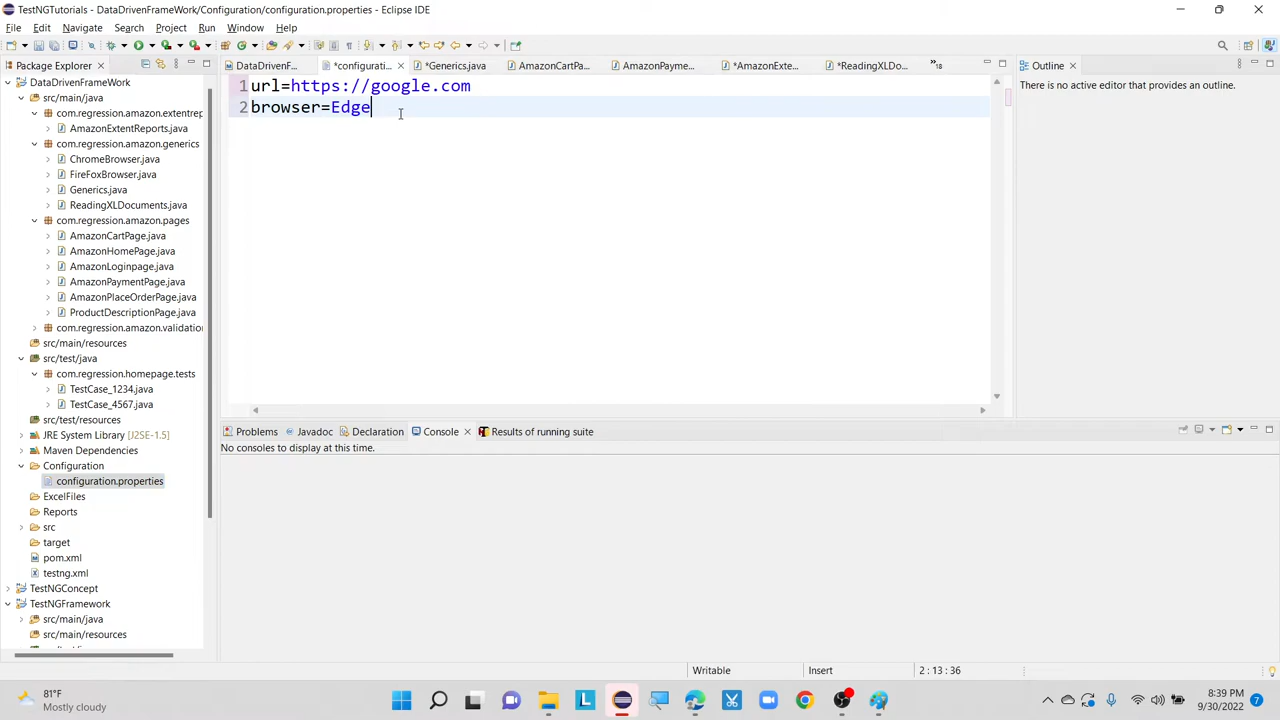 TestNGTutorials - DataDrivenFrameWork/Configuration/configuration.properties - Eclipse IDE
File Edit Navigate Search Project Run Window Help
Package Explorer
DataDrivenFrameWork
src/main/java
com.regression.amazon.extentrep
AmazonExtentReports.java
com.regression.amazon.generics
ChromeBrowser.java
FireFoxBrowser.java
Generics.java
ReadingXLDocuments.java
com.regression.amazon.pages
AmazonCartPage.java
AmazonHomePage.java
AmazonLoginpage.java
AmazonPaymentPage.java
AmazonPlaceOrderPage.java
ProductDescriptionPage.java
com.regression.amazon.validation
src/main/resources
src/test/java
com.regression.homepage.tests
TestCase_1234.java
TestCase_4567.java
src/test/resources
JRE System Library [J2SE-1.5]
Maven Dependencies
Configuration
configuration.properties
ExcelFiles
Reports
src
target
pom.xml
testng.xml
TestNGConcept
TestNGFramework
src/main/java
src/main/resources
DataDrivenF... *configurati... *Generics.java AmazonCartPa... AmazonPayme... *AmazonExte... *ReadingXLDo... »18
1 url=https://google.com
2 browser=Edge
Outline
There is no active editor that provides an outline.
Problems Javadoc Declaration Console Results of running suite
No consoles to display at this time.
Writable Insert 2 : 13 : 36
81°F
Mostly cloudy
8:39 PM
9/30/2022
7